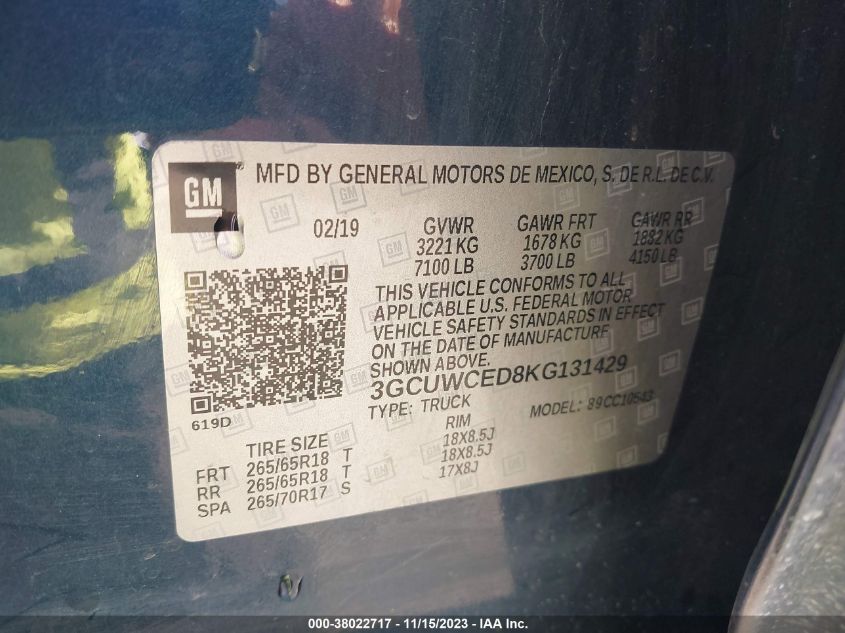 GM
MFD BY GENERAL MOTORS DE MEXICO, S. DE R.L. DE C.V.
02/19 GVWR GAWR FRT GAWR RR
3221 KG 1678 KG 1882 KG
7100 LB 3700 LB 4150 LB
THIS VEHICLE CONFORMS TO ALL
APPLICABLE U.S. FEDERAL MOTOR
VEHICLE SAFETY STANDARDS IN EFFECT
ON THE DATE OF MANUFACTURE
SHOWN ABOVE.
3GCUWCED8KG131429
TYPE: TRUCK MODEL: 89CC10543
619D
TIRE SIZE RIM
FRT 265/65R18 T 18X8.5J
RR 265/65R18 T 18X8.5J
SPA 265/70R17 S 17X8J
000-38022717 - 11/15/2023 - IAA Inc.